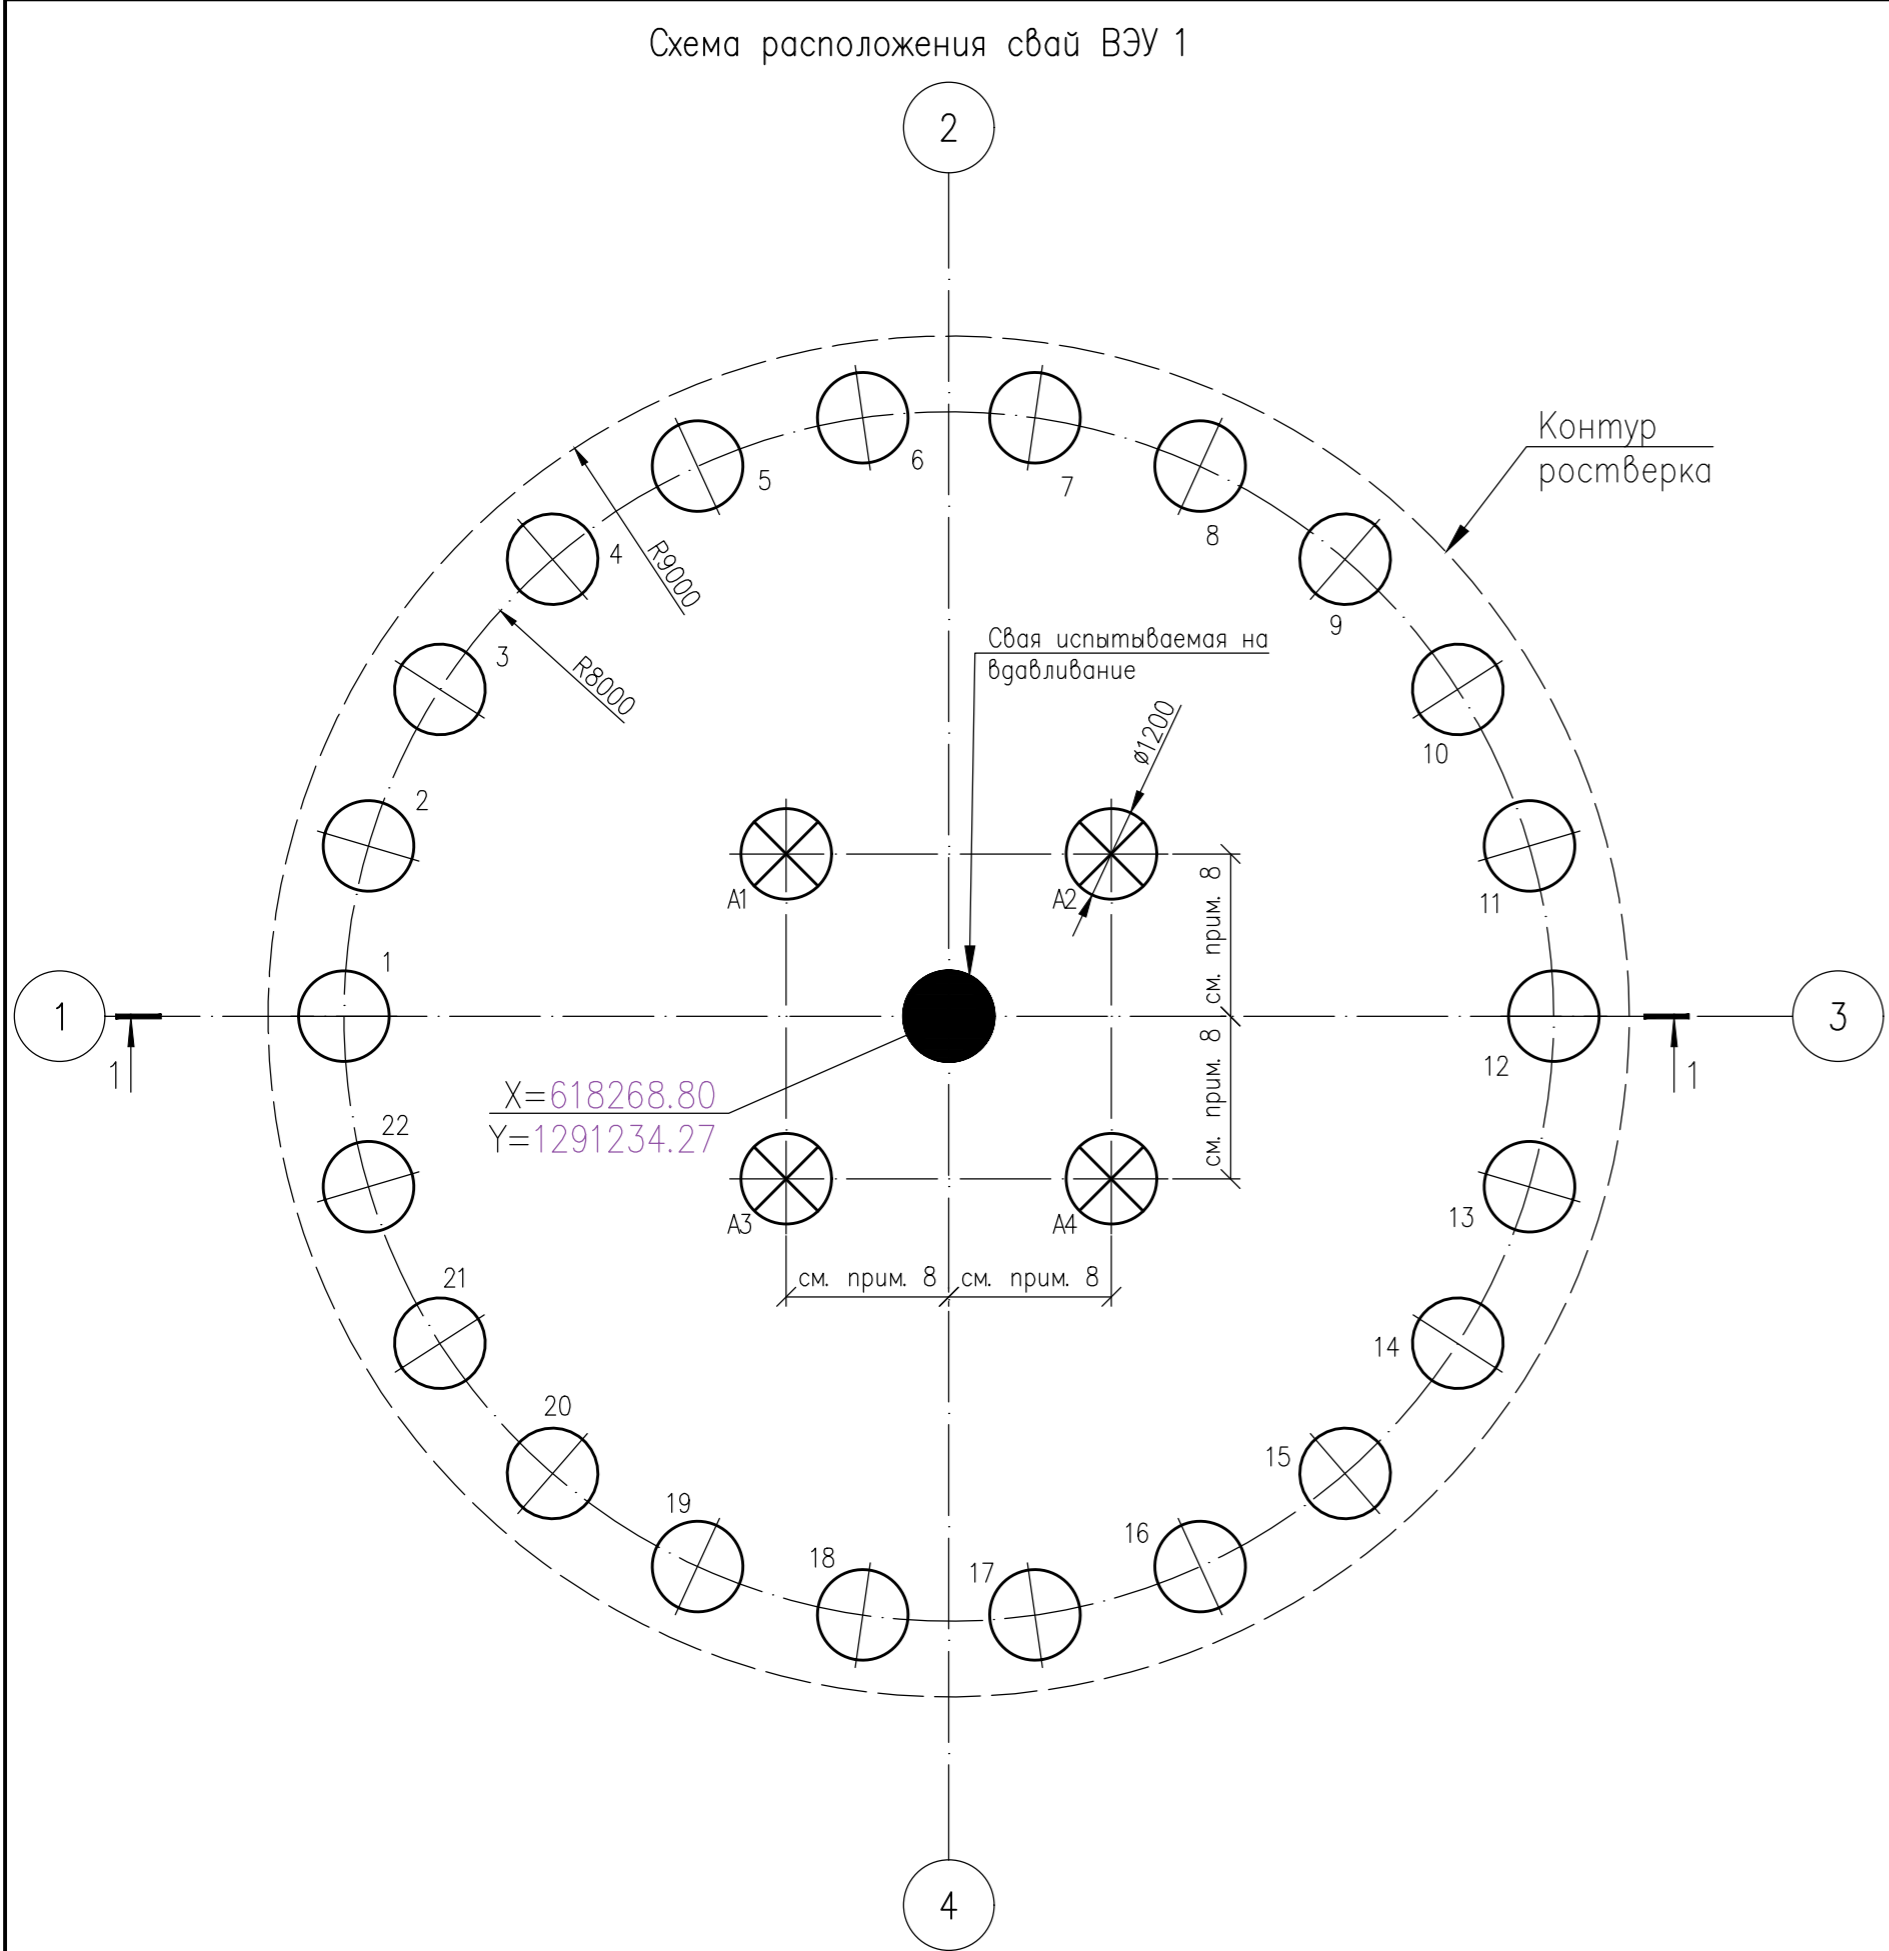 Схема расположения свай ВЭУ 1
2
Контур
ростверка
6
7
5
8
4
R9000
9
3
R8000
Свая испытываемая на
вдавливание
10
2
ø1200
A1
A2
11
см. прим. 8
1
1
3
12
1
1
см. прим. 8
X=618268.80
Y=1291234.27
22
13
A3
A4
см. прим. 8
см. прим. 8
21
14
20
15
19
16
18
17
4